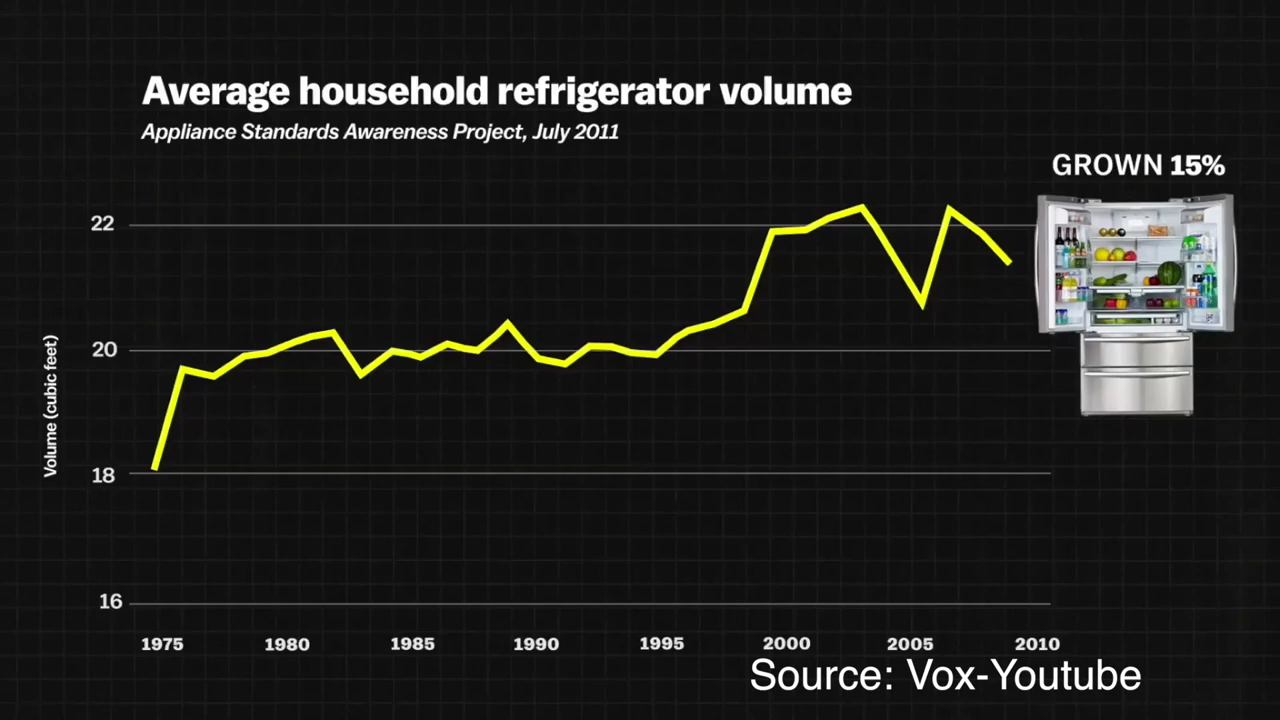 Average household refrigerator volume
Appliance Standards Awareness Project, July 2011
GROWN 15%
22
20
18
16
Volume (cubic feet)
1975 1980 1985 1990 1995 2000 2005 2010
Source: Vox-Youtube